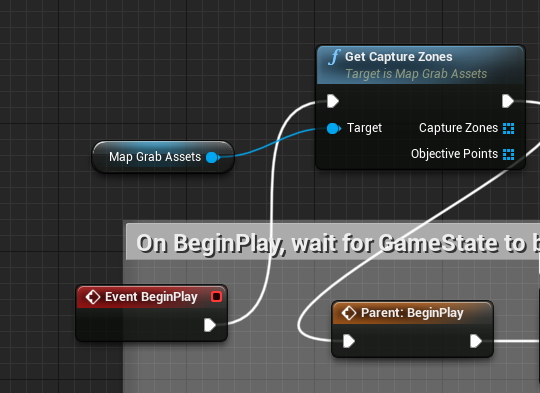 f Get Capture Zones
Target is Map Grab Assets
Target Capture Zones
Map Grab Assets
Objective Points
On BeginPlay, wait for GameState to b
Event BeginPlay
Parent: BeginPlay